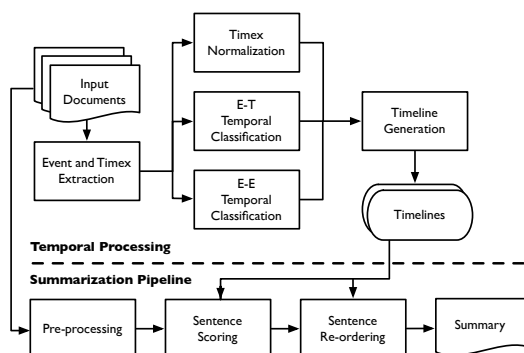 Timex
Normalization
Input
Documents
E-T
Temporal
Classification
Timeline
Generation
Event and Timex
Extraction
E-E
Temporal
Classification
Timelines
Temporal Processing
Summarization Pipeline
Pre-processing
Sentence
Scoring
Sentence
Re-ordering
Summary